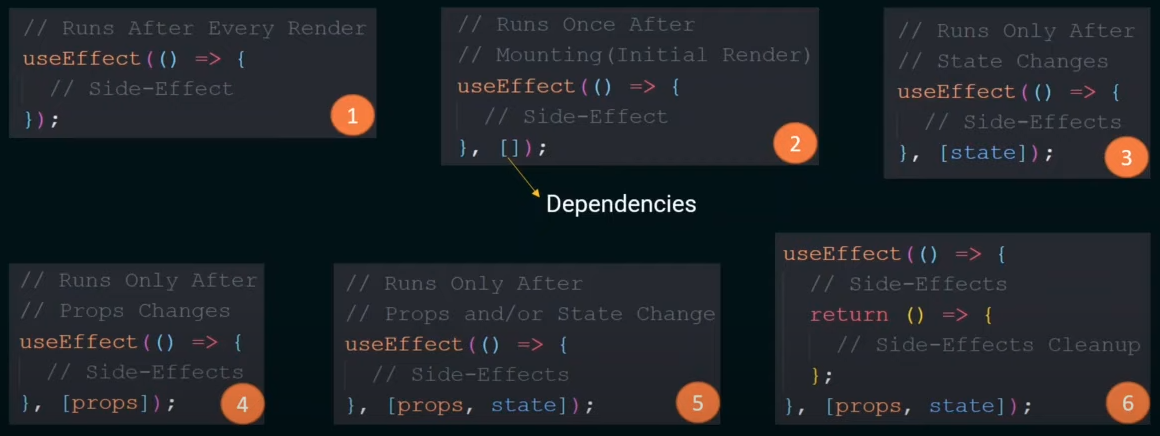 // Runs After Every Render
useEffect(() => {
// Side-Effect
});
1
// Runs Once After
// Mounting(Initial Render)
useEffect(() => {
// Side-Effect
}, []);
2
Dependencies
// Runs Only After
// State Changes
useEffect(() => {
// Side-Effects
}, [state]);
3
// Runs Only After
// Props Changes
useEffect(() => {
// Side-Effects
}, [props]);
4
// Runs Only After
// Props and/or State Change
useEffect(() => {
// Side-Effects
}, [props, state]);
5
useEffect(() => {
// Side-Effects
return () => {
// Side-Effects Cleanup
};
}, [props, state]);
6